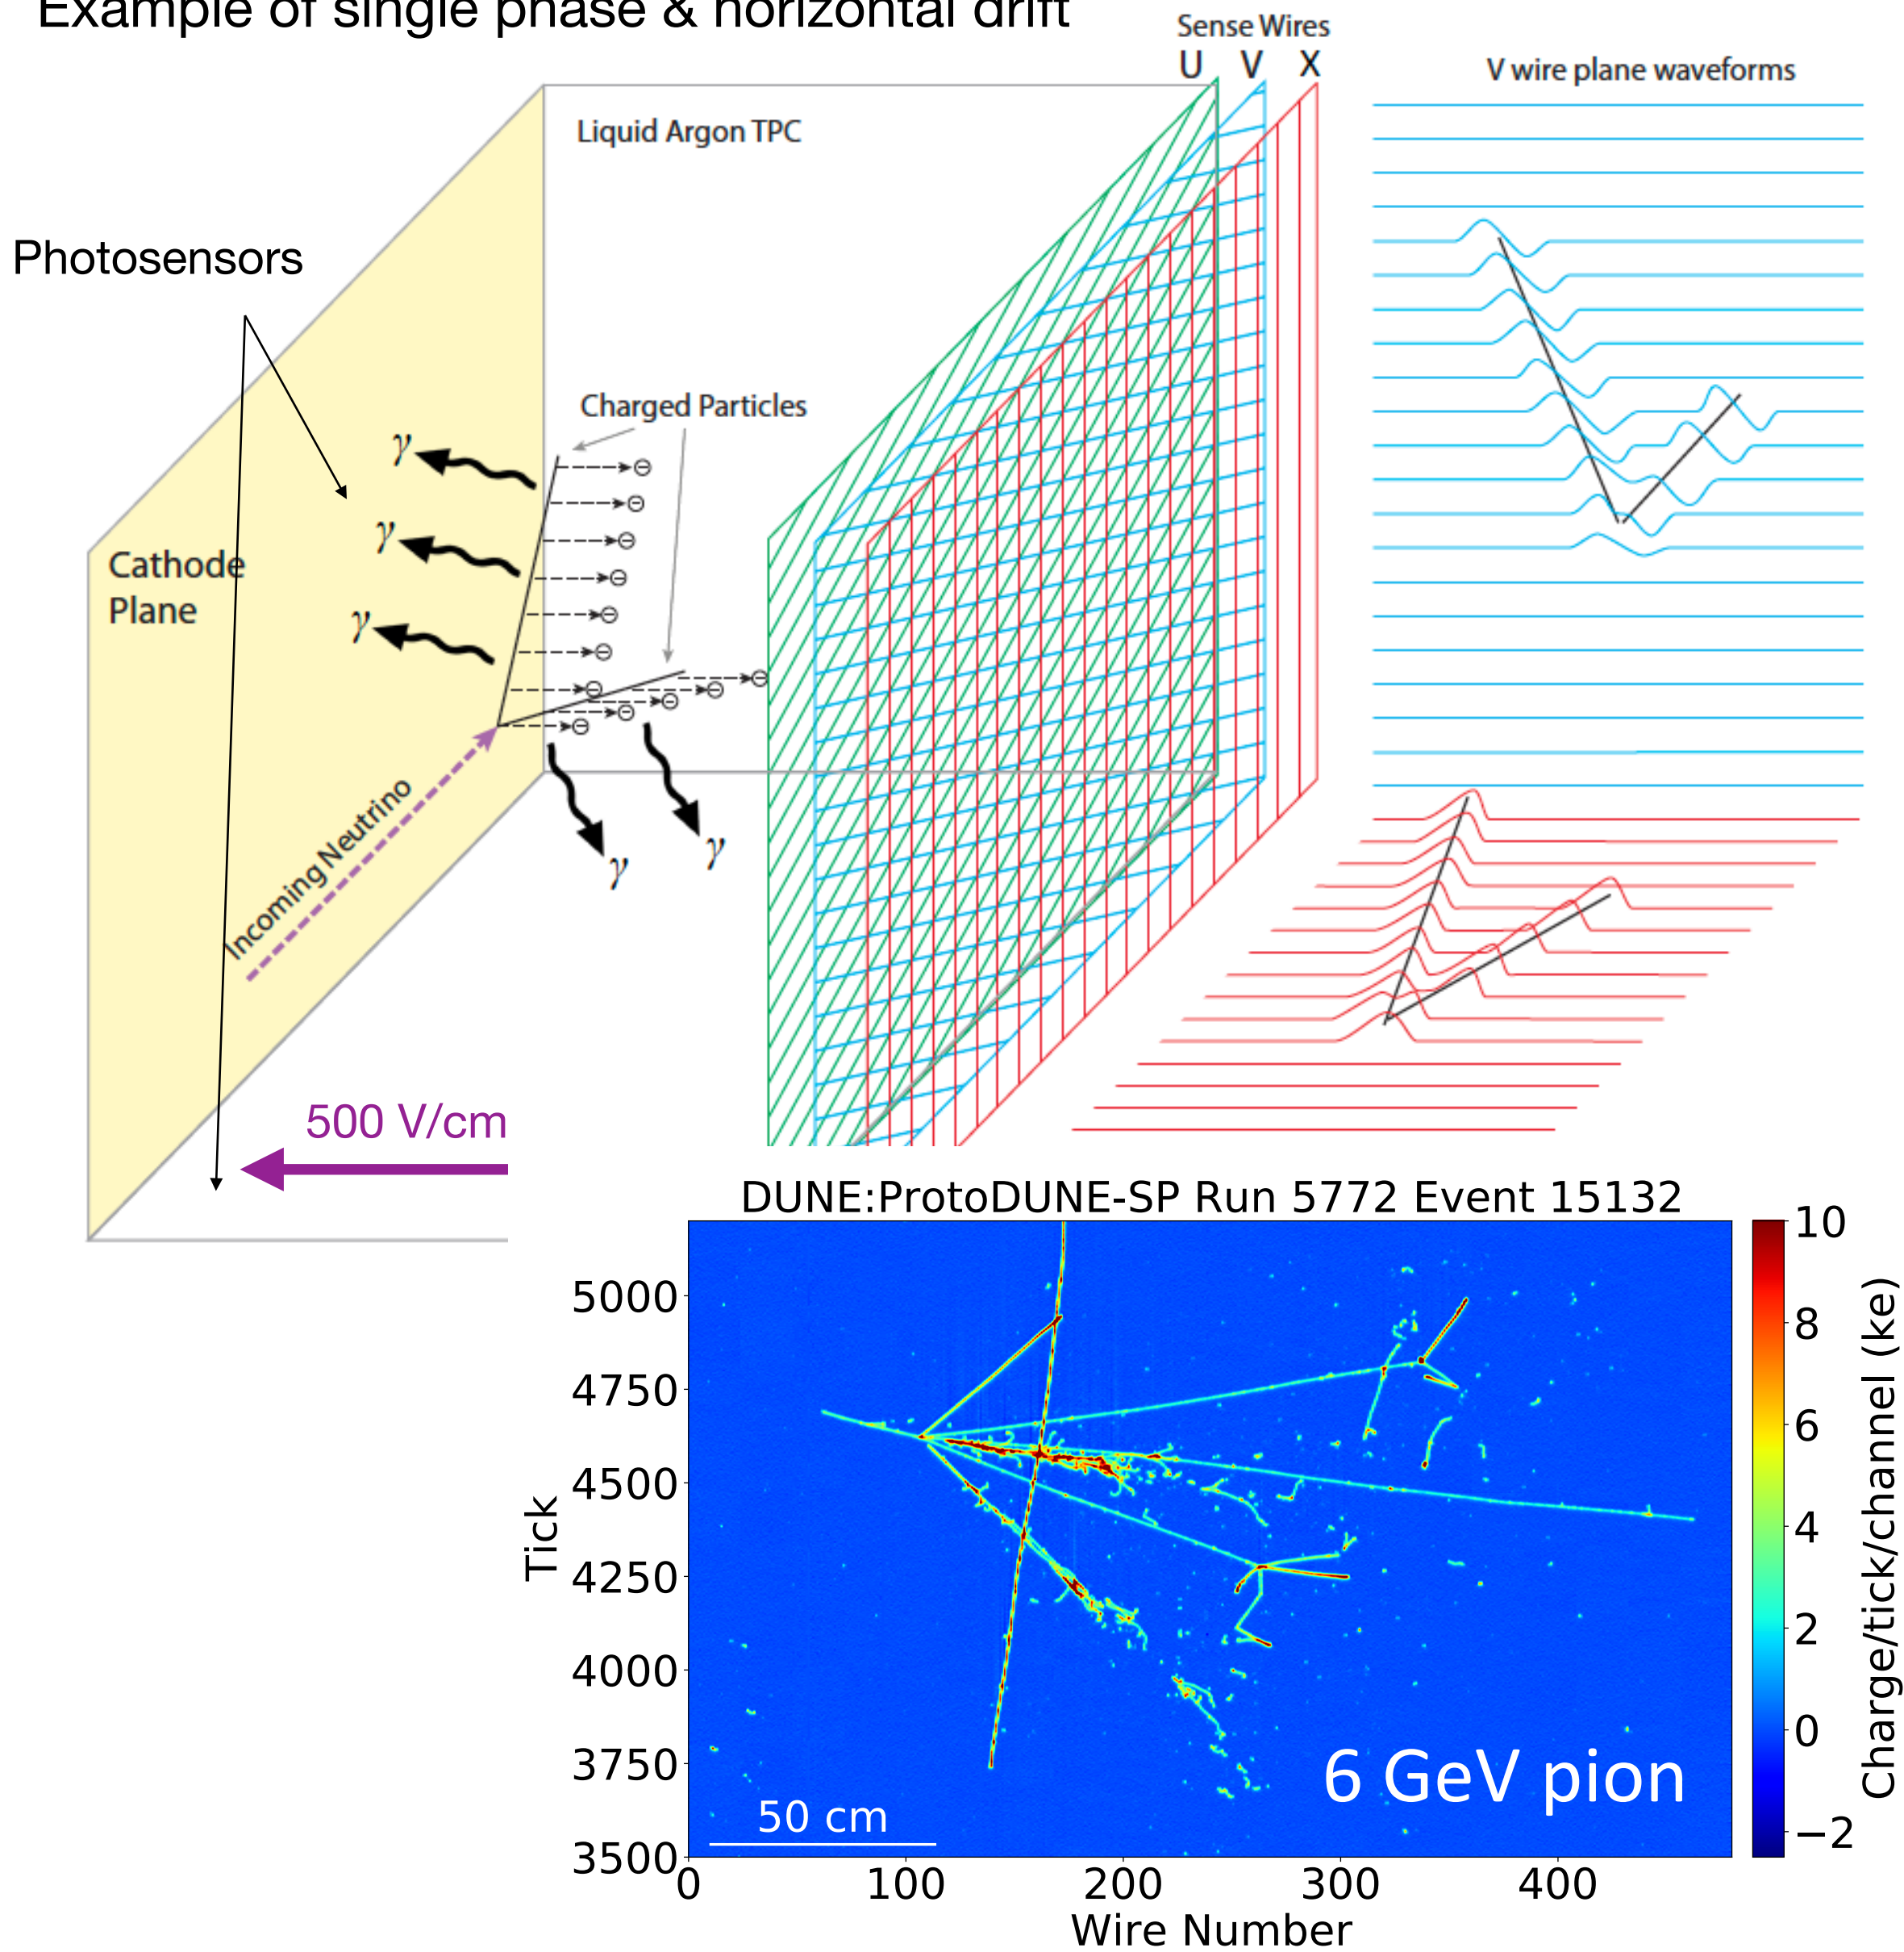 Example of single phase & horizontal drift
Sense Wires
U V X
V wire plane waveforms
Liquid Argon TPC
Photosensors
Charged Particles
γ
γ
γ
Cathode
Plane
Incoming Neutrino
γ
γ
500 V/cm
DUNE:ProtoDUNE-SP Run 5772 Event 15132
5000
4750
4500
4250
4000
3750
3500
Tick
0 100 200 300 400
Wire Number
50 cm
6 GeV pion
10
8
6
4
2
0
−2
Charge/tick/channel (ke)